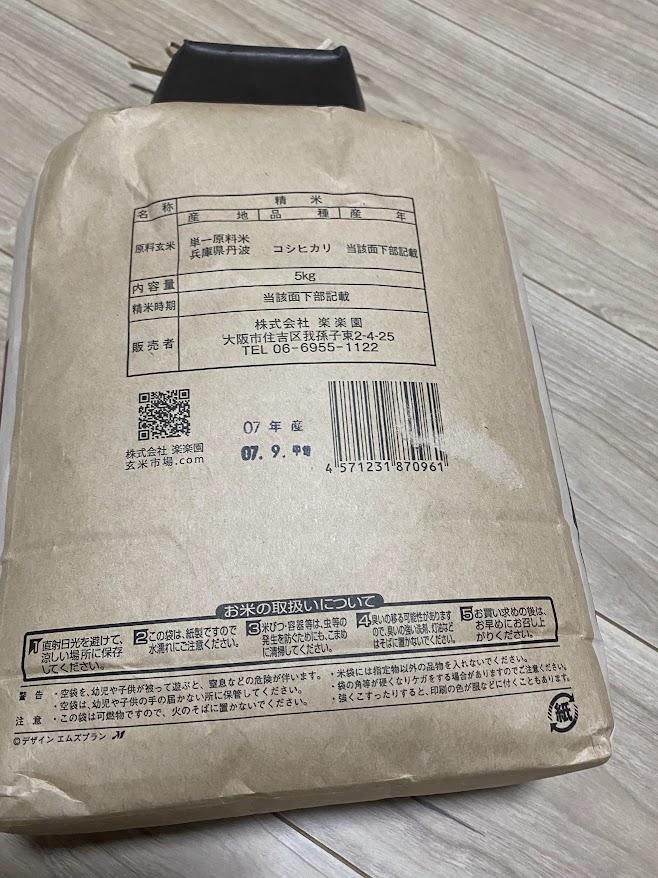 名称 精米
産地 品種 産年
原料玄米 単一原料米
兵庫県丹波 コシヒカリ 当該面下部記載
内容量 5kg
精米時期 当該面下部記載
販売者 株式会社 楽楽園
大阪市住吉区我孫子東2-4-25
TEL 06-6955-1122
株式会社 楽楽園
玄米市場.com
07年産
07. 9. 中旬
4 571231 870961
お米の取扱いについて
1 直射日光を避けて、
涼しい場所に保存
してください。
2 この袋は、紙製ですので
水濡れにご注意ください。
3 米びつ・容器等は、虫等の
発生を防ぐためにも、こまめ
に清掃してください。
4 臭いの移る可能性があります
ので、臭いの強い洗剤、灯油など
はそばに置かないでください。
5 お買い求めの後は、
お早めにお召し上
がりください。
警告 ・空袋を、幼児や子供が被って遊ぶと、窒息などの危険が伴います。
・空袋は、幼児や子供の手の届かない所に保管してください。
注意 ・この袋は可燃物ですので、火のそばに置かないでください。
・米袋には指定物以外の品物を入れないでください。
・袋の角等が硬くなりケガをする場合がありますのでご注意ください。
・強くこすったりすると、印刷の色が服などに付くこともあります。
©デザイン エムズプラン M
紙